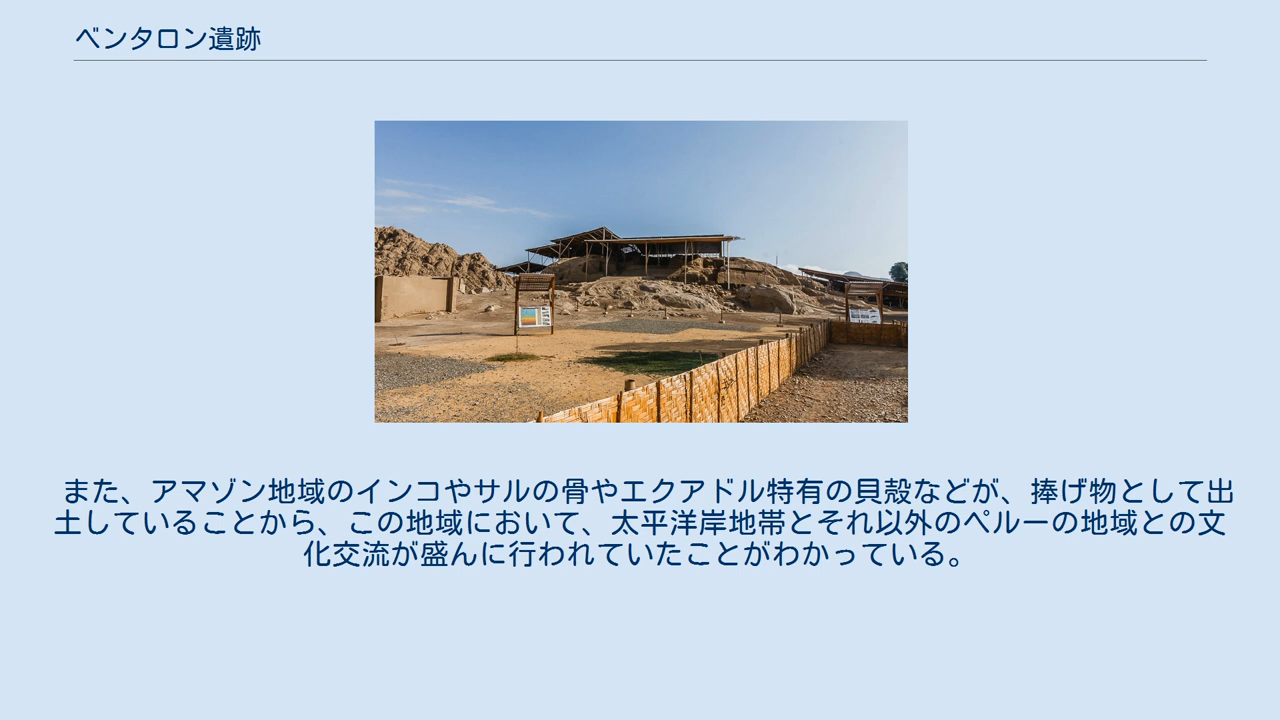 ベンタロン遺跡
また、アマゾン地域のインコやサルの骨やエクアドル特有の貝殻などが、捧げ物として出
土していることから、この地域において、太平洋岸地帯とそれ以外のペルーの地域との文
化交流が盛んに行われていたことがわかっている。